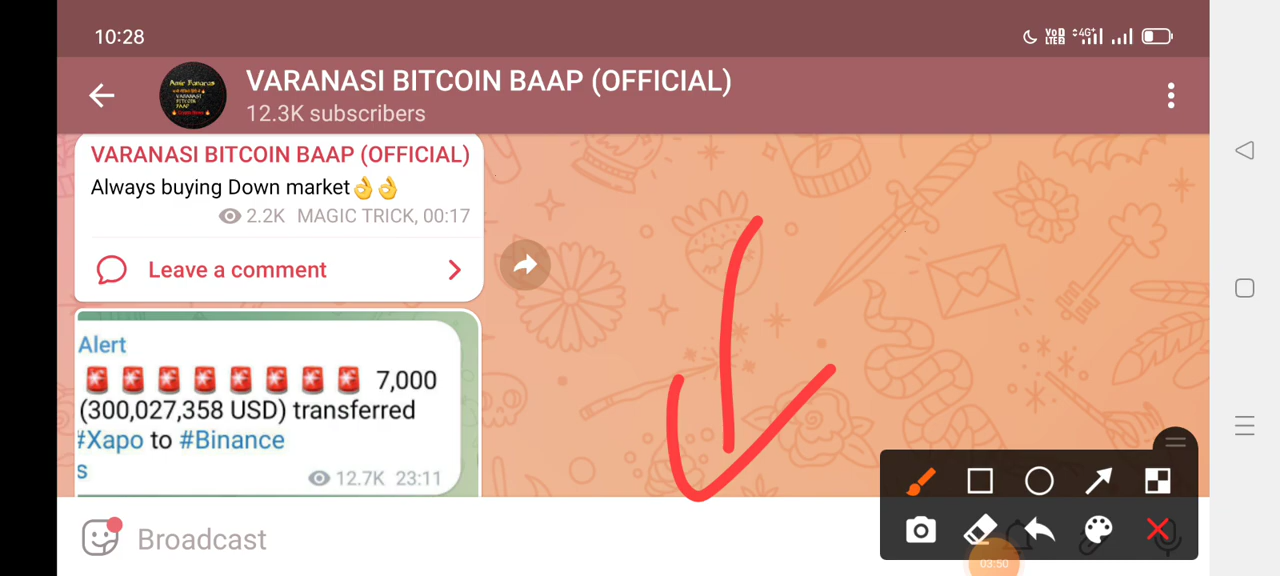 10:28
VARANASI BITCOIN BAAP (OFFICIAL)
12.3K subscribers
VARANASI BITCOIN BAAP (OFFICIAL)
Always buying Down market👌👌
2.2K MAGIC TRICK, 00:17
Leave a comment
Alert
🚨 🚨 🚨 🚨 🚨 🚨 🚨 🚨 7,000
(300,027,358 USD) transferred
#Xapo to #Binance
s
12.7K 23:11
Broadcast
03:50